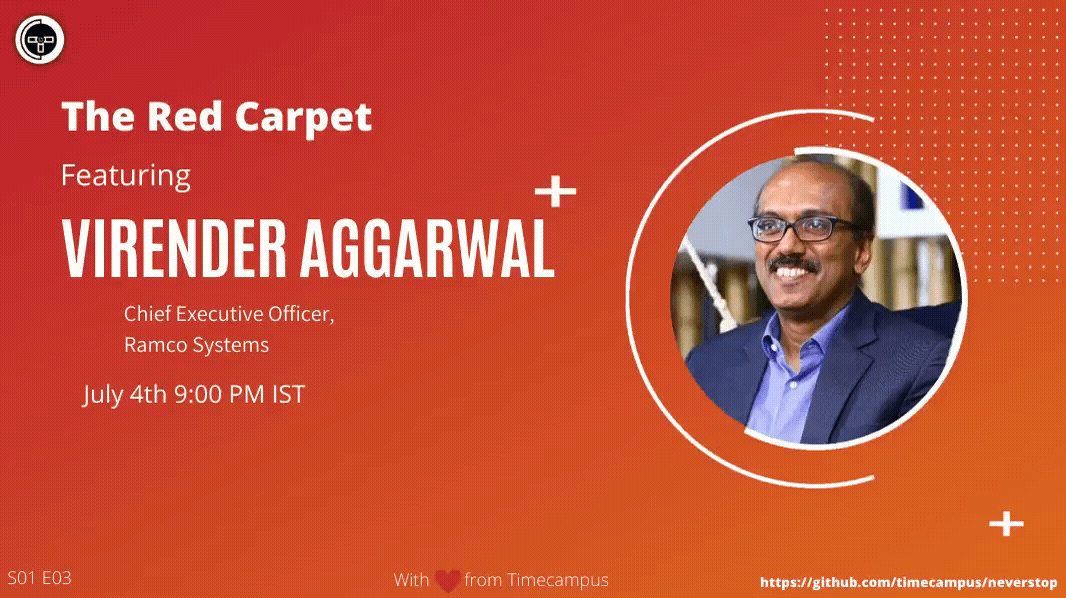 The Red Carpet
Featuring
VIRENDER AGGARWAL
Chief Executive Officer,
Ramco Systems
July 4th 9:00 PM IST
S01 E03
With ❤ from Timecampus
https://github.com/timecampus/neverstop